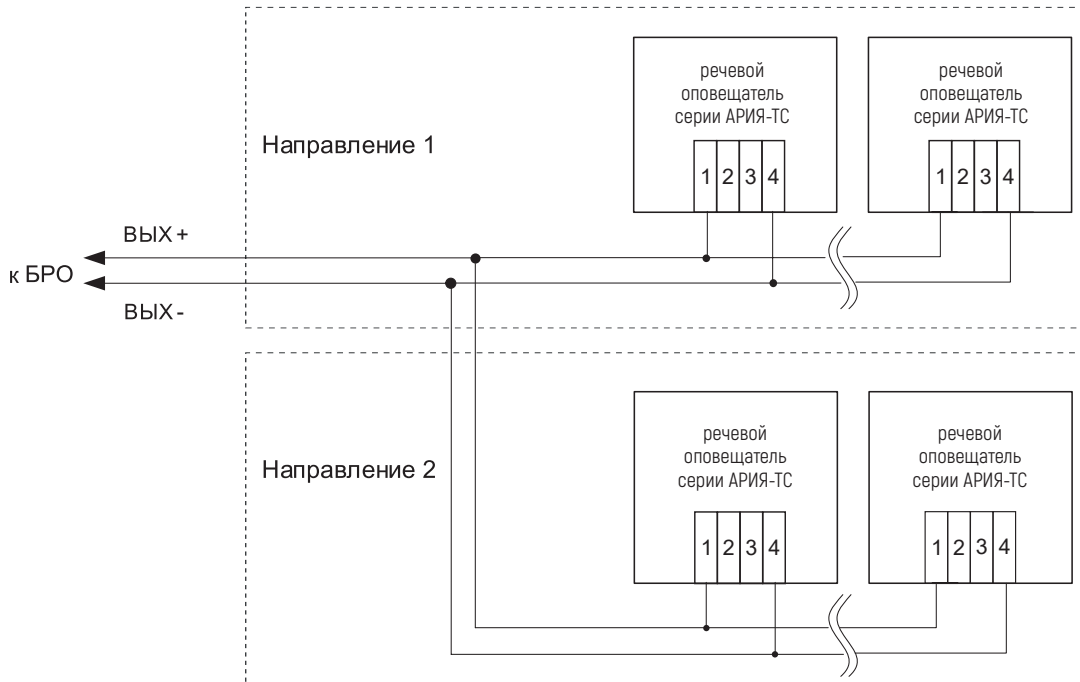 речевой
оповещатель
серии АРИЯ-ТС
1 2 3 4
речевой
оповещатель
серии АРИЯ-ТС
1 2 3 4
Направление 1
ВЫХ+
к БРО
ВЫХ-
Направление 2
речевой
оповещатель
серии АРИЯ-ТС
1 2 3 4
речевой
оповещатель
серии АРИЯ-ТС
1 2 3 4